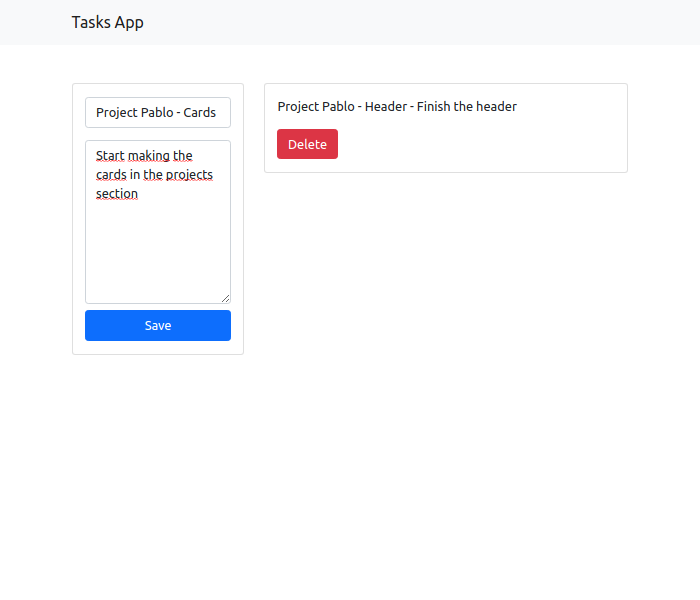 Tasks App
Project Pablo - Cards
Start making the
cards in the projects
section
Save
Project Pablo - Header - Finish the header
Delete